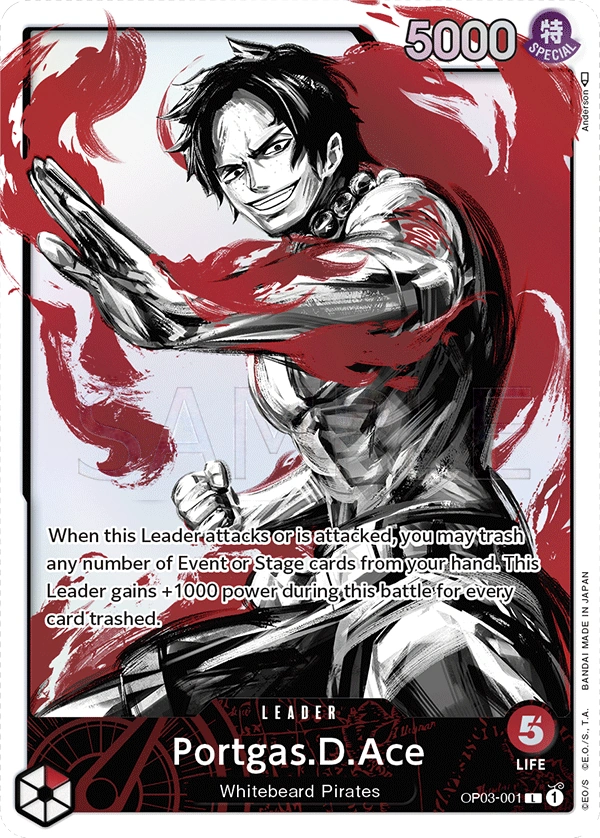 5000
特
SPECIAL
Anderson
SAMPLE
When this Leader attacks or is attacked, you may trash
any number of Event or Stage cards from your hand. This
Leader gains +1000 power during this battle for every
card trashed.
LEADER
Portgas.D.Ace
Whitebeard Pirates
5
LIFE
OP03-001 L 1
©EO/S ©E.O./S., T.A. BANDAI MADE IN JAPAN